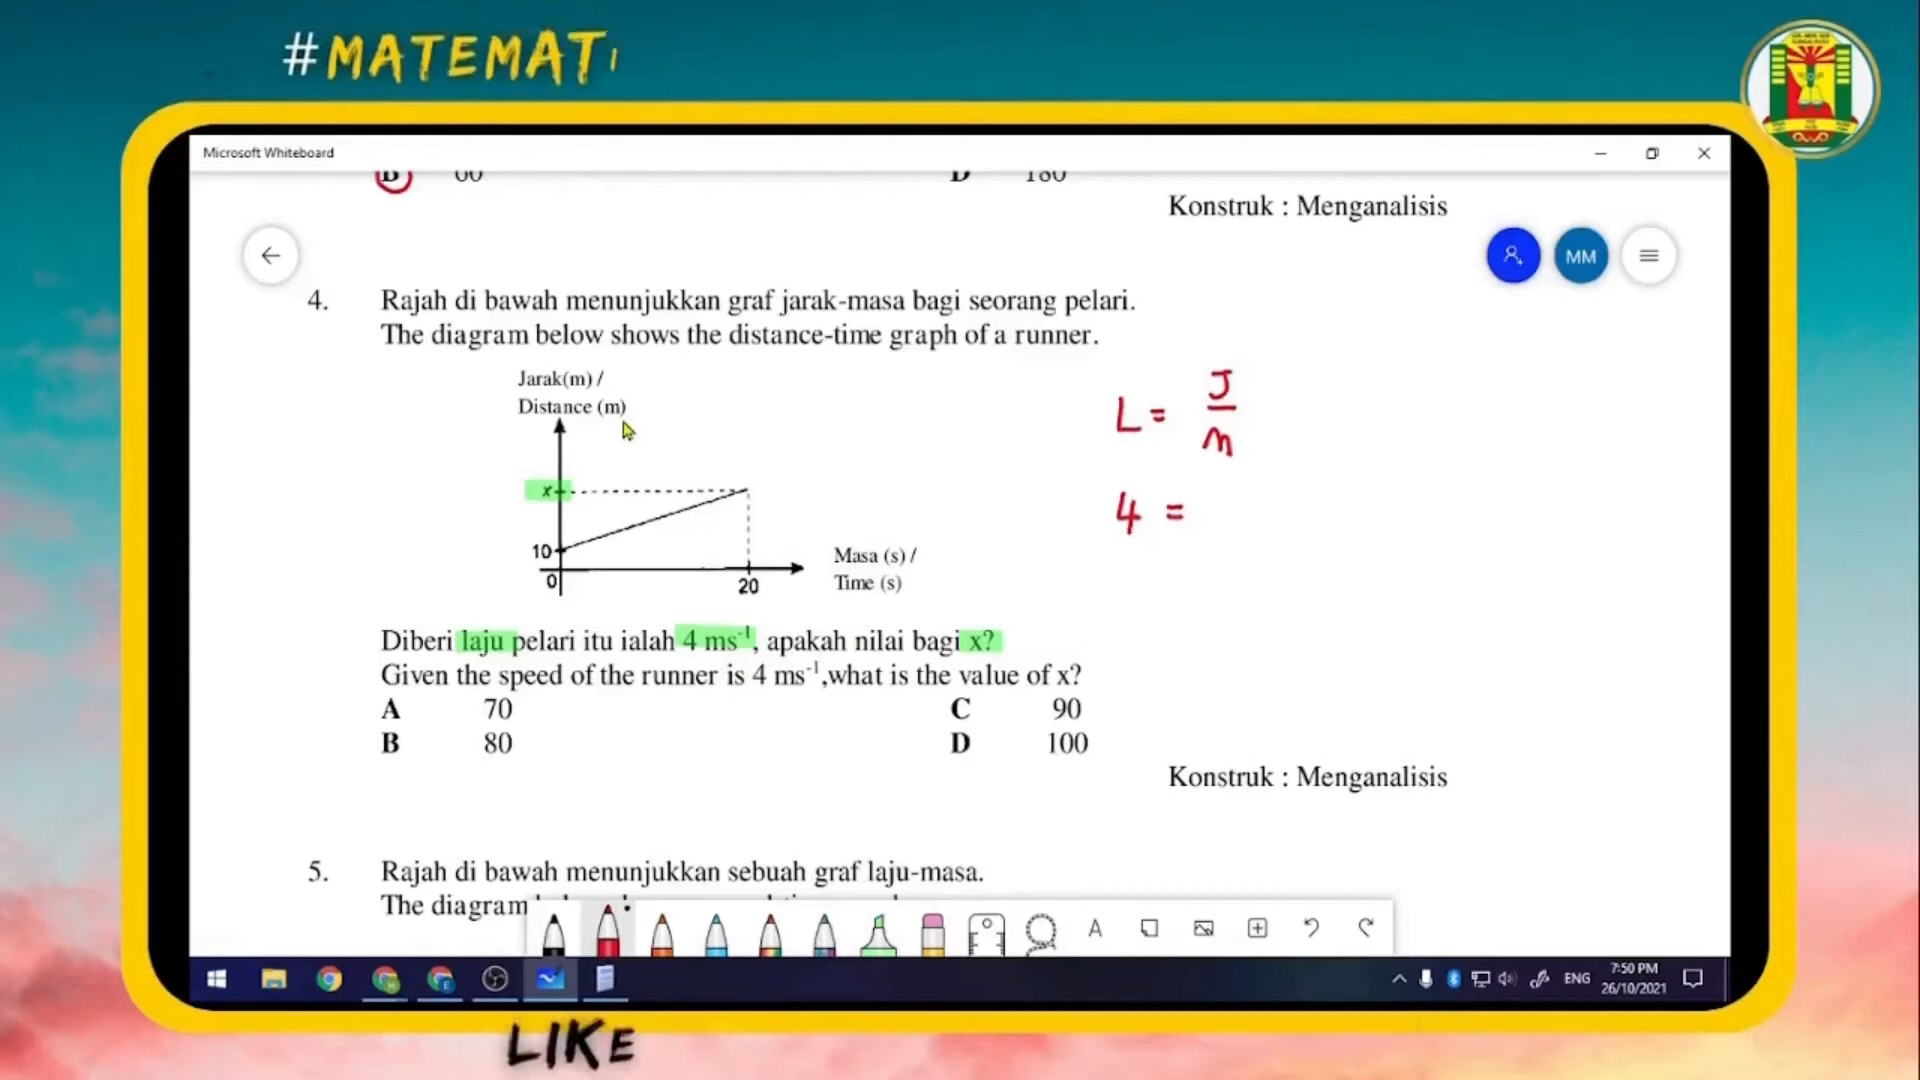 #MATEMATI
Microsoft Whiteboard
B 60 D 180
Konstruk : Menganalisis
MM
4. Rajah di bawah menunjukkan graf jarak-masa bagi seorang pelari.
The diagram below shows the distance-time graph of a runner.
Jarak(m) /
Distance (m)
L = J/m
x
4 =
10
Masa (s) /
0 20 Time (s)
Diberi laju pelari itu ialah 4 ms⁻¹, apakah nilai bagi x?
Given the speed of the runner is 4 ms⁻¹,what is the value of x?
A 70 C 90
B 80 D 100
Konstruk : Menganalisis
5. Rajah di bawah menunjukkan sebuah graf laju-masa.
The diagram
ENG 7:50 PM
26/10/2021
LIKE